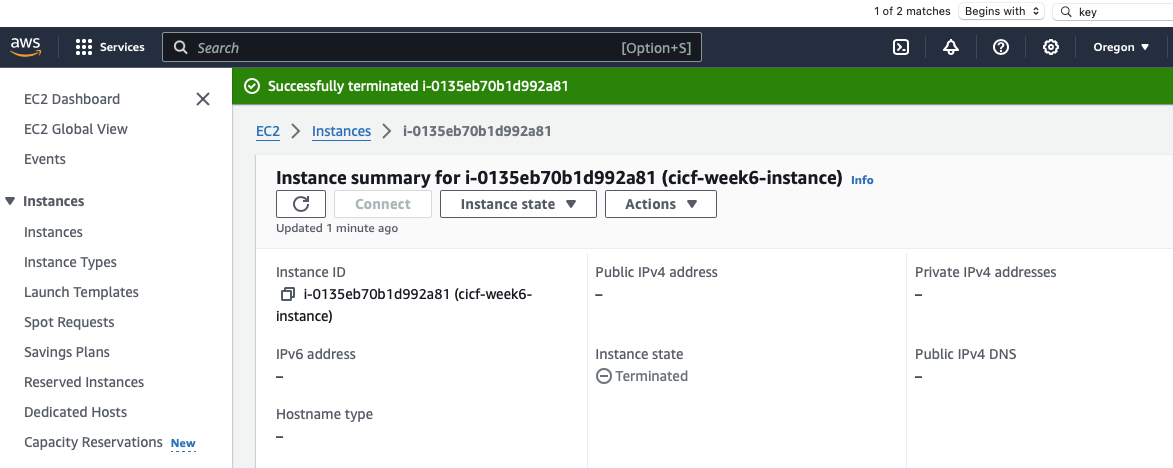 1 of 2 matches Begins with key
aws Services Search [Option+S] Oregon
EC2 Dashboard
EC2 Global View
Events
Instances
Instances
Instance Types
Launch Templates
Spot Requests
Savings Plans
Reserved Instances
Dedicated Hosts
Capacity Reservations New
Successfully terminated i-0135eb70b1d992a81
EC2 > Instances > i-0135eb70b1d992a81
Instance summary for i-0135eb70b1d992a81 (cicf-week6-instance) Info
Connect Instance state Actions
Updated 1 minute ago
Instance ID
i-0135eb70b1d992a81 (cicf-week6-
instance)
Public IPv4 address
–
Private IPv4 addresses
–
IPv6 address
–
Instance state
Terminated
Public IPv4 DNS
–
Hostname type
–